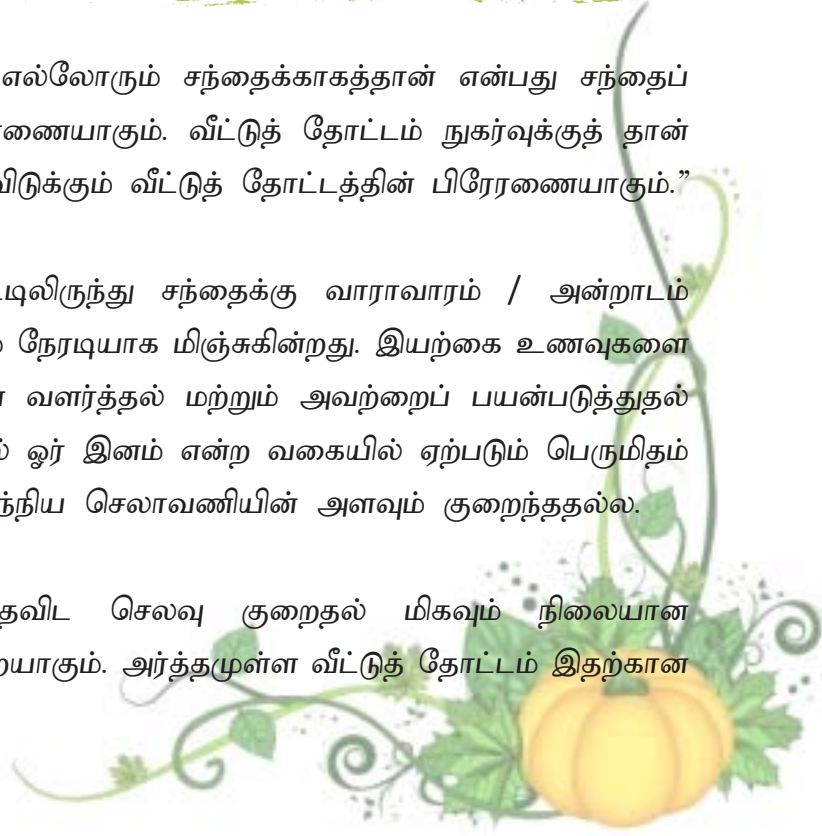 எல்லோரும் சந்தைக்காகத்தான் என்பது சந்தைப்
ணையாகும். வீட்டுத் தோட்டம் நுகர்வுக்குத் தான்
விடுக்கும் வீட்டுத் தோட்டத்தின் பிரேரணையாகும்.”
டிலிருந்து சந்தைக்கு வாராவாரம் / அன்றாடம்
நேரடியாக மிஞ்சுகின்றது. இயற்கை உணவுகளை
வளர்த்தல் மற்றும் அவற்றைப் பயன்படுத்துதல்
ஓர் இனம் என்ற வகையில் ஏற்படும் பெருமிதம்
ந்நிய செலாவணியின் அளவும் குறைந்ததல்ல.
தவிட செலவு குறைதல் மிகவும் நிலையான
றயாகும். அர்த்தமுள்ள வீட்டுத் தோட்டம் இதற்கான